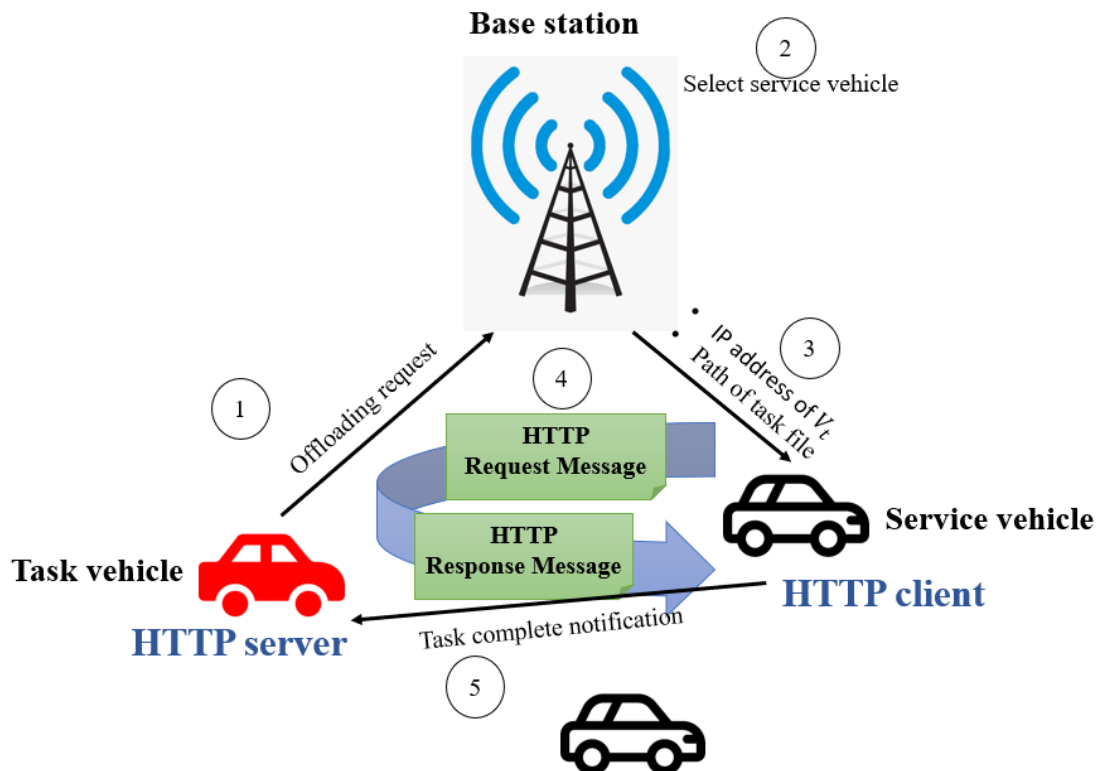 Base station
2
Select service vehicle
1
Offloading request
3
• IP address of Vₜ
• Path of task file
4
HTTP
Request Message
HTTP
Response Message
Task vehicle
HTTP server
Service vehicle
HTTP client
Task complete notification
5